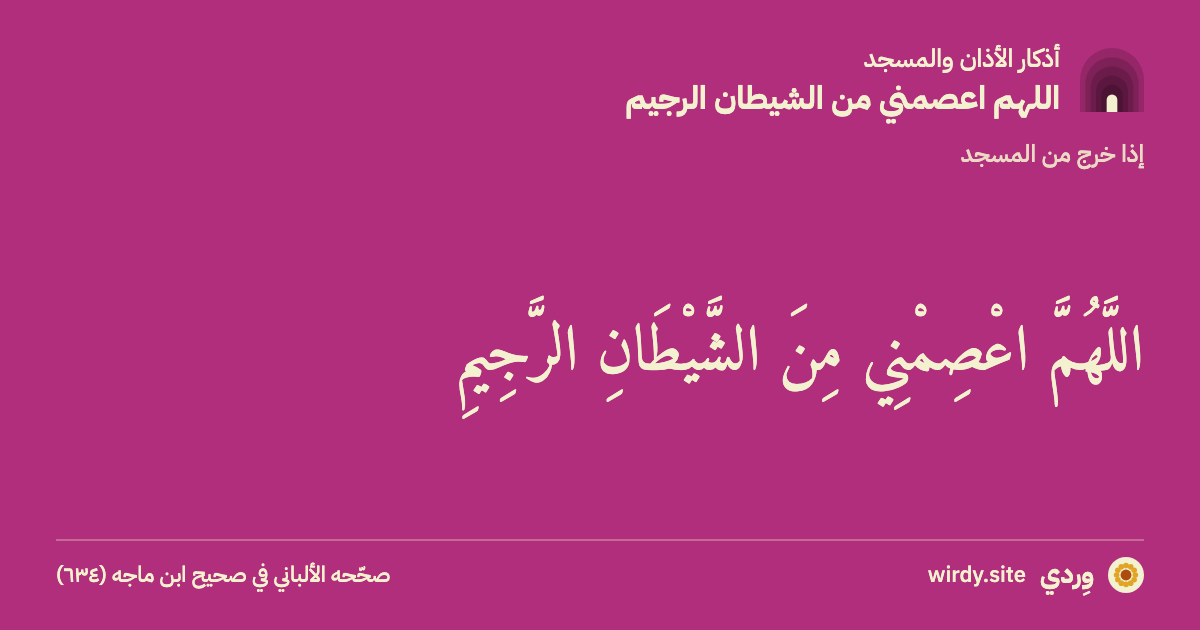 أذكار الأذان والمسجد
اللهم اعصمني من الشيطان الرجيم
إذا خرج من المسجد
اللَّهُمَّ اعْصِمْنِي مِنَ الشَّيْطَانِ الرَّجِيمِ
وِردي wirdy.site
صحّحه الألباني في صحيح ابن ماجه (٦٣٤)